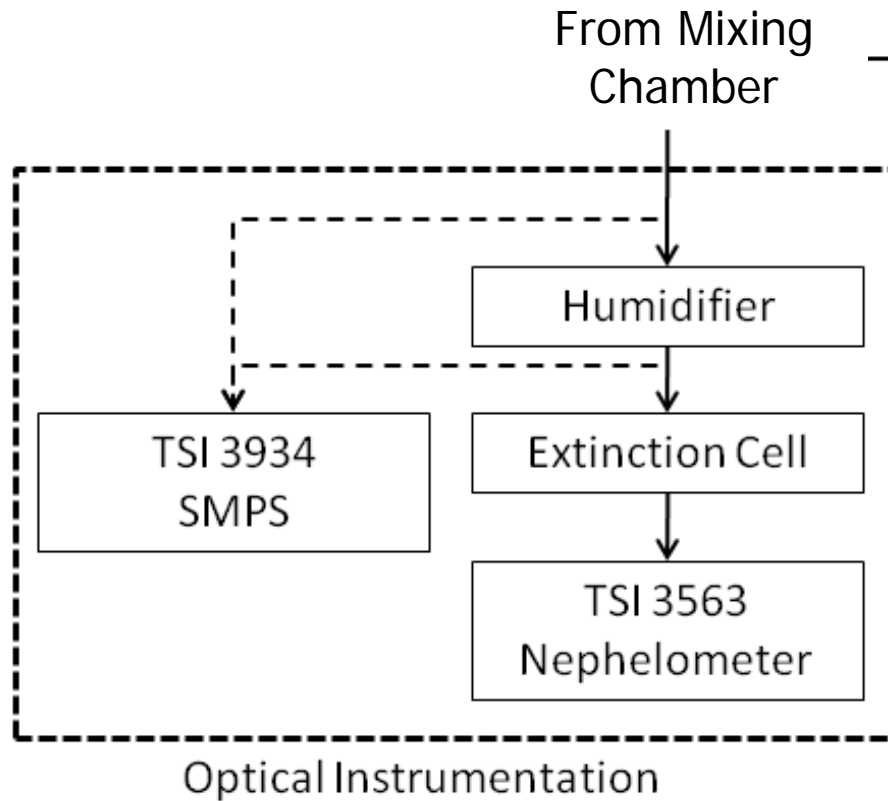 From Mixing
Chamber
Humidifier
TSI 3934
SMPS
Extinction Cell
TSI 3563
Nephelometer
Optical Instrumentation